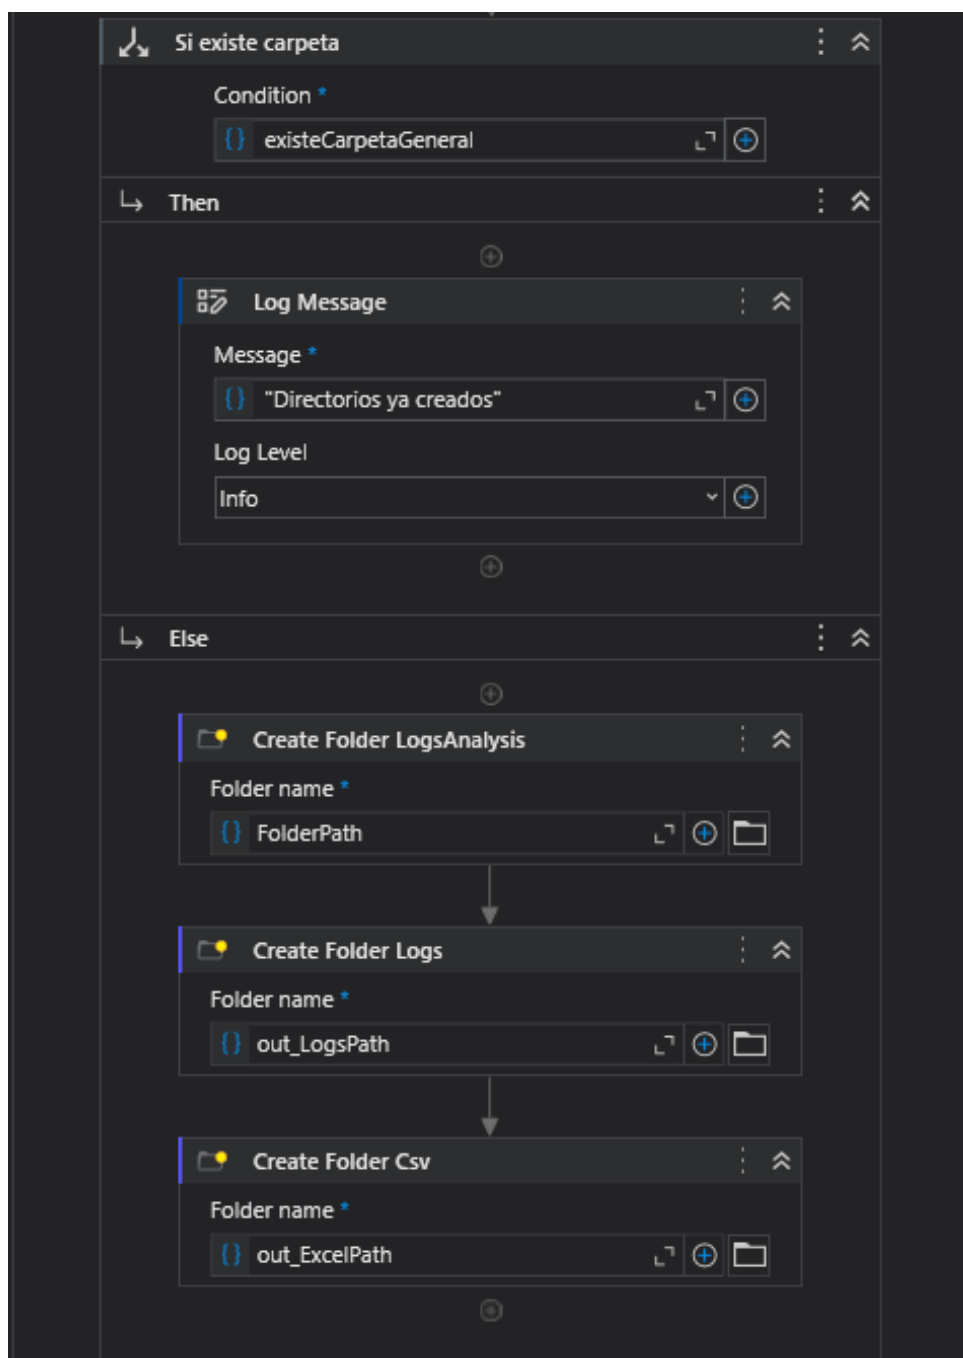 Si existe carpeta
Condition *
{} existeCarpetaGeneral
Then
Log Message
Message *
{} "Directorios ya creados"
Log Level
Info
Else
Create Folder LogsAnalysis
Folder name *
{} FolderPath
Create Folder Logs
Folder name *
{} out_LogsPath
Create Folder Csv
Folder name *
{} out_ExcelPath